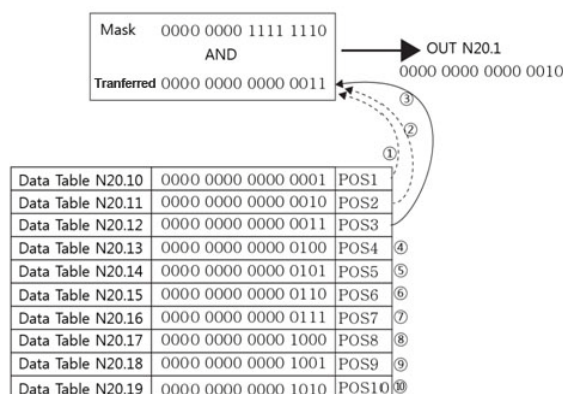 Mask 0000 0000 1111 1110
AND
OUT N20.1
Tranferred 0000 0000 0000 0011
0000 0000 0000 0010
③
②
①
Data Table N20.10 0000 0000 0000 0001 POS1
Data Table N20.11 0000 0000 0000 0010 POS2
Data Table N20.12 0000 0000 0000 0011 POS3
Data Table N20.13 0000 0000 0000 0100 POS4 ④
Data Table N20.14 0000 0000 0000 0101 POS5 ⑤
Data Table N20.15 0000 0000 0000 0110 POS6 ⑥
Data Table N20.16 0000 0000 0000 0111 POS7 ⑦
Data Table N20.17 0000 0000 0000 1000 POS8 ⑧
Data Table N20.18 0000 0000 0000 1001 POS9 ⑨
Data Table N20.19 0000 0000 0000 1010 POS10 ⑩